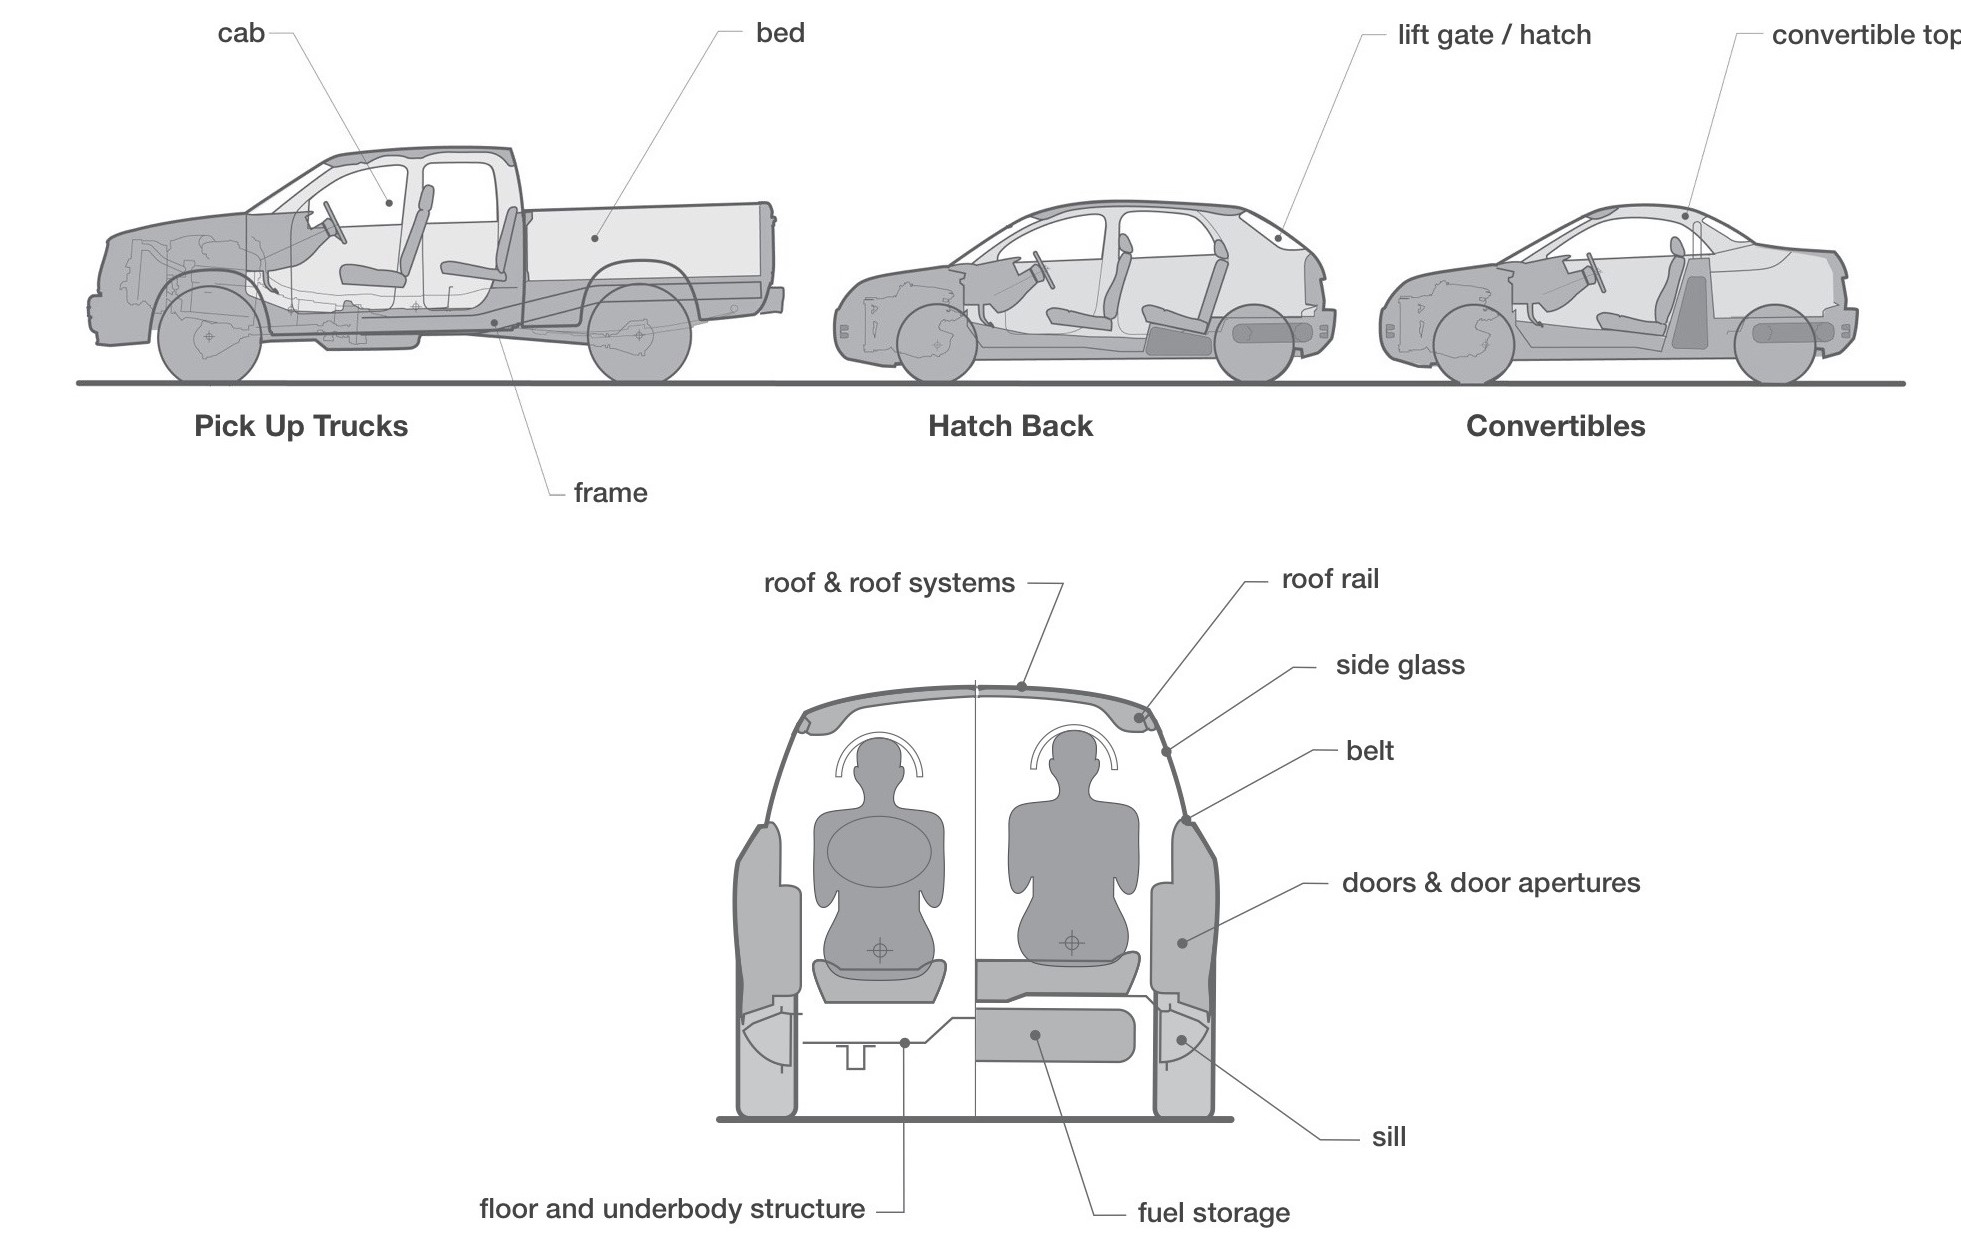 cab
bed
lift gate / hatch
convertible top
Pick Up Trucks
Hatch Back
Convertibles
frame
roof & roof systems
roof rail
side glass
belt
doors & door apertures
sill
floor and underbody structure
fuel storage